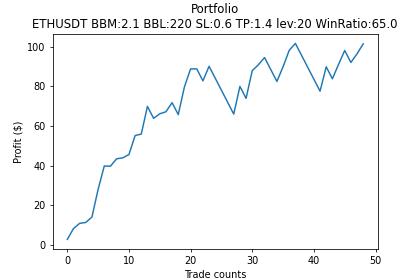 Portfolio
ETHUSDT BBM:2.1 BBL:220 SL:0.6 TP:1.4 lev:20 WinRatio:65.0
100
80
60
40
20
0
Profit ($)
0 10 20 30 40 50
Trade counts